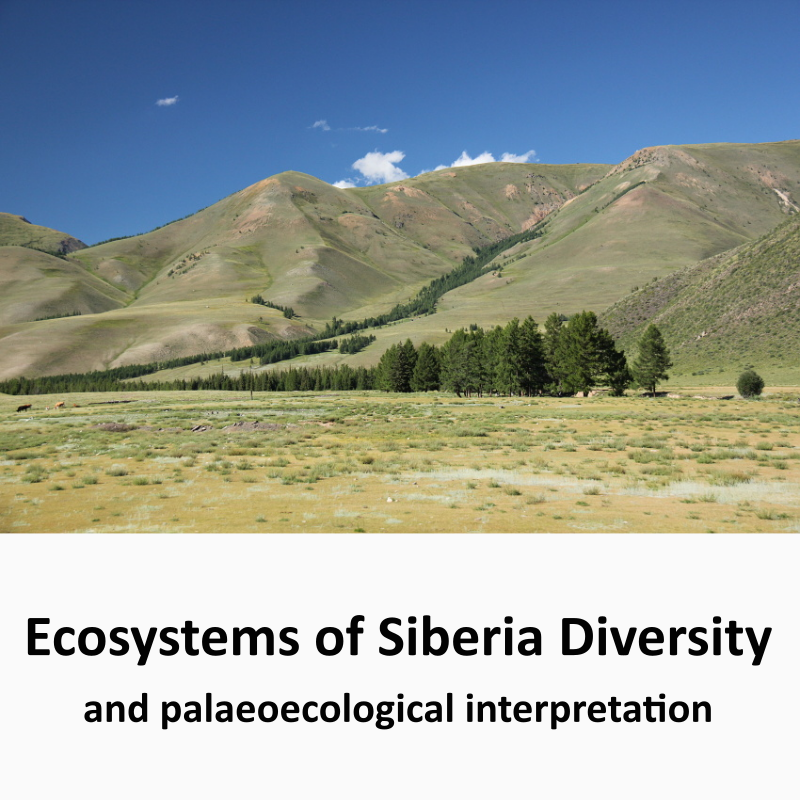 Ecosystems of Siberia Diversity
and palaeoecological interpretation